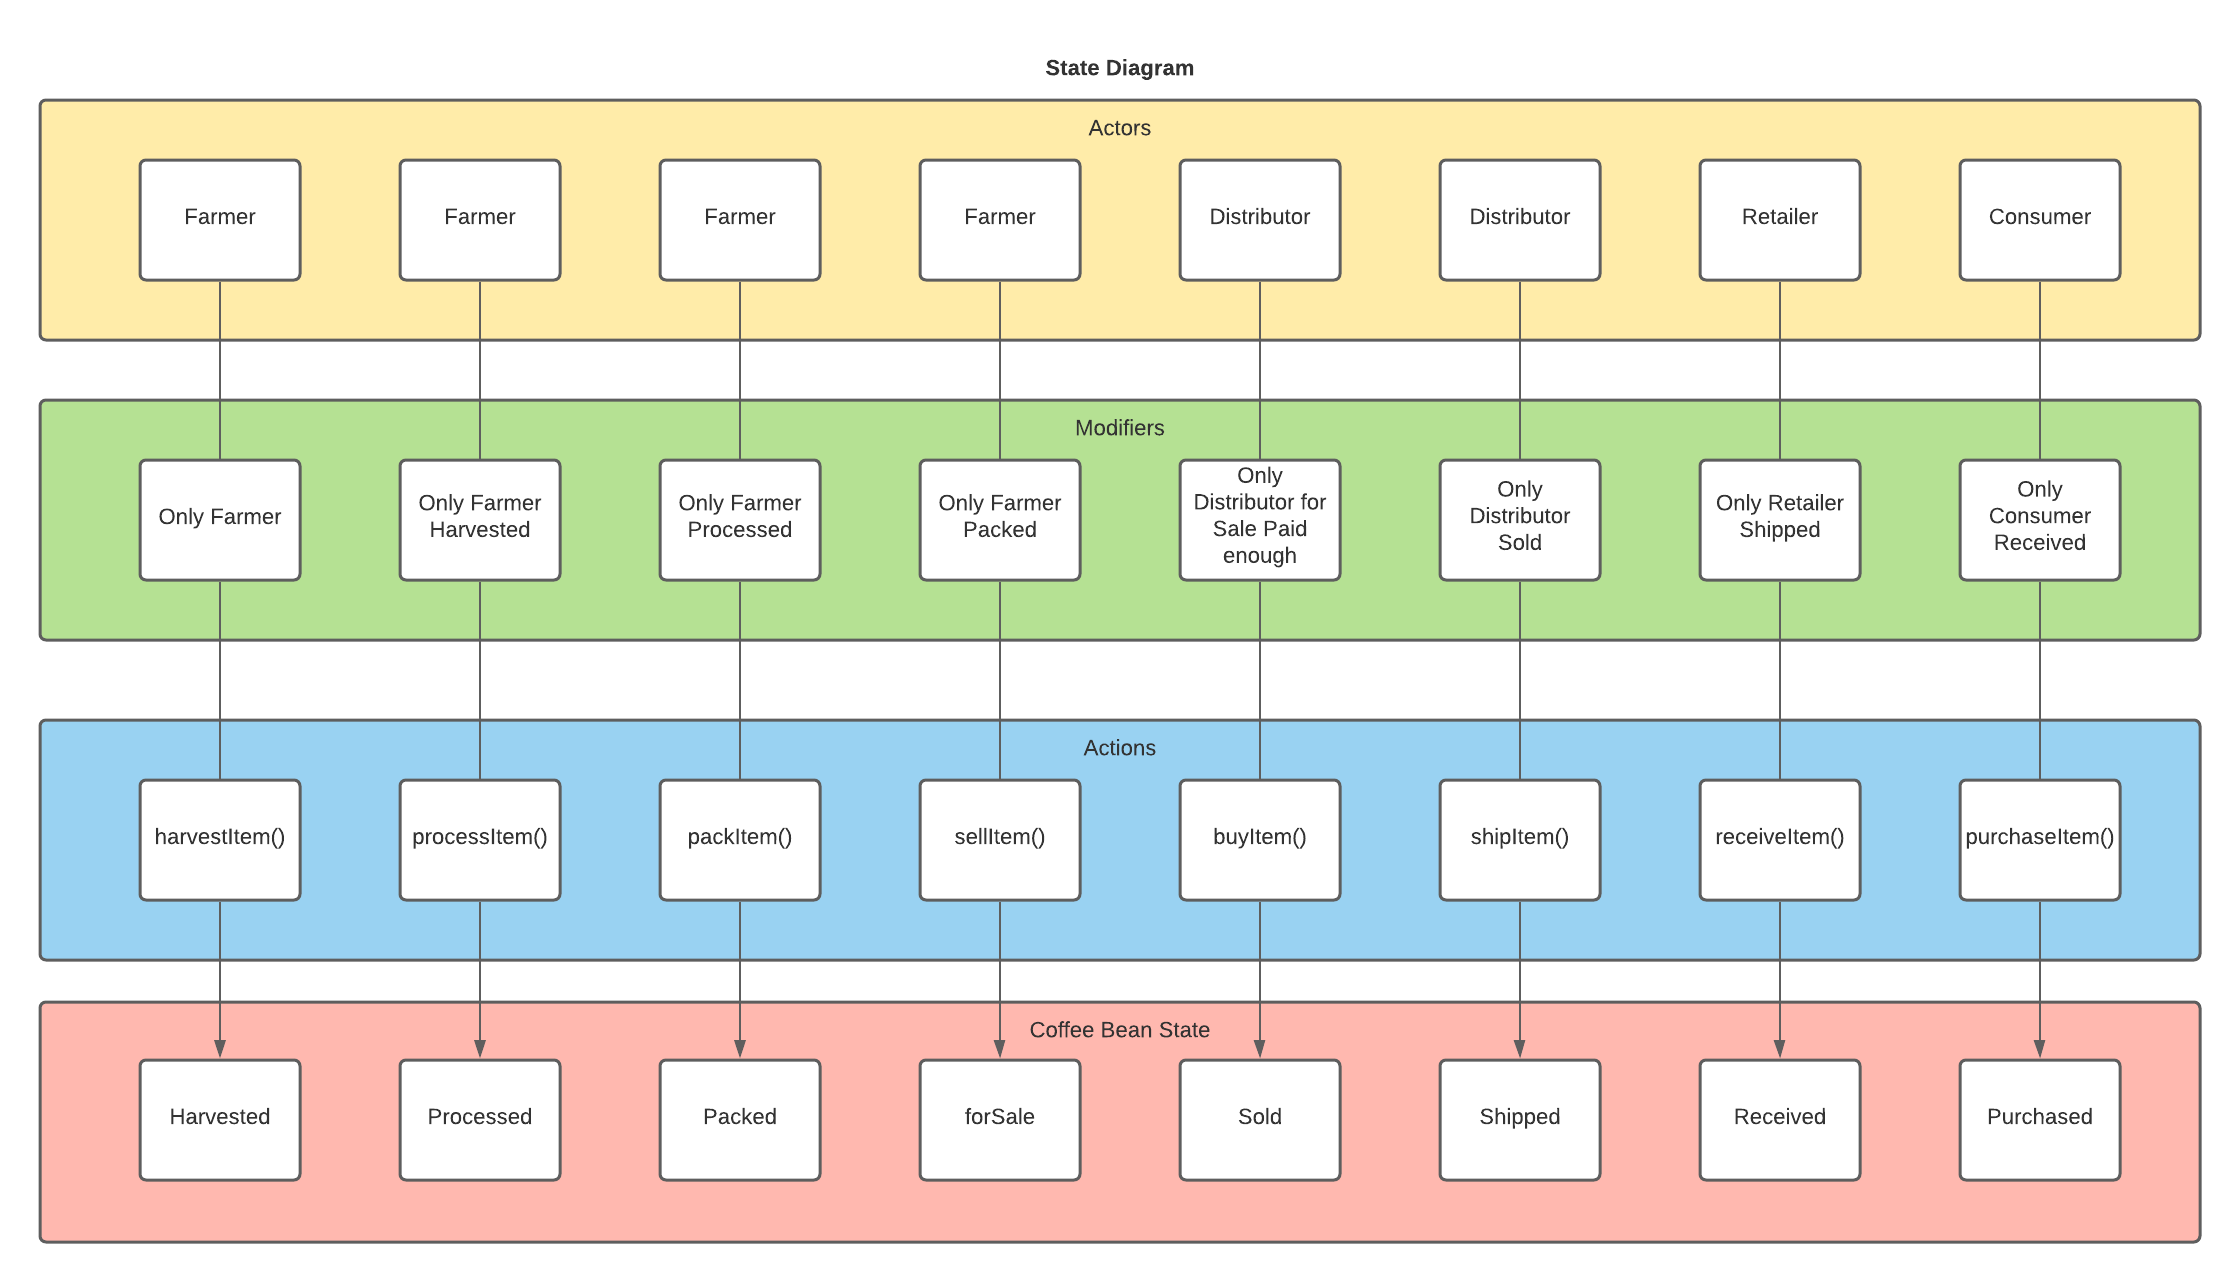 State Diagram
Actors
Farmer
Farmer
Farmer
Farmer
Distributor
Distributor
Retailer
Consumer
Modifiers
Only Farmer
Only Farmer
Harvested
Only Farmer
Processed
Only Farmer
Packed
Only
Distributor for
Sale Paid
enough
Only
Distributor
Sold
Only Retailer
Shipped
Only
Consumer
Received
Actions
harvestItem()
processItem()
packItem()
sellItem()
buyItem()
shipItem()
receiveItem()
purchaseItem()
Coffee Bean State
Harvested
Processed
Packed
forSale
Sold
Shipped
Received
Purchased